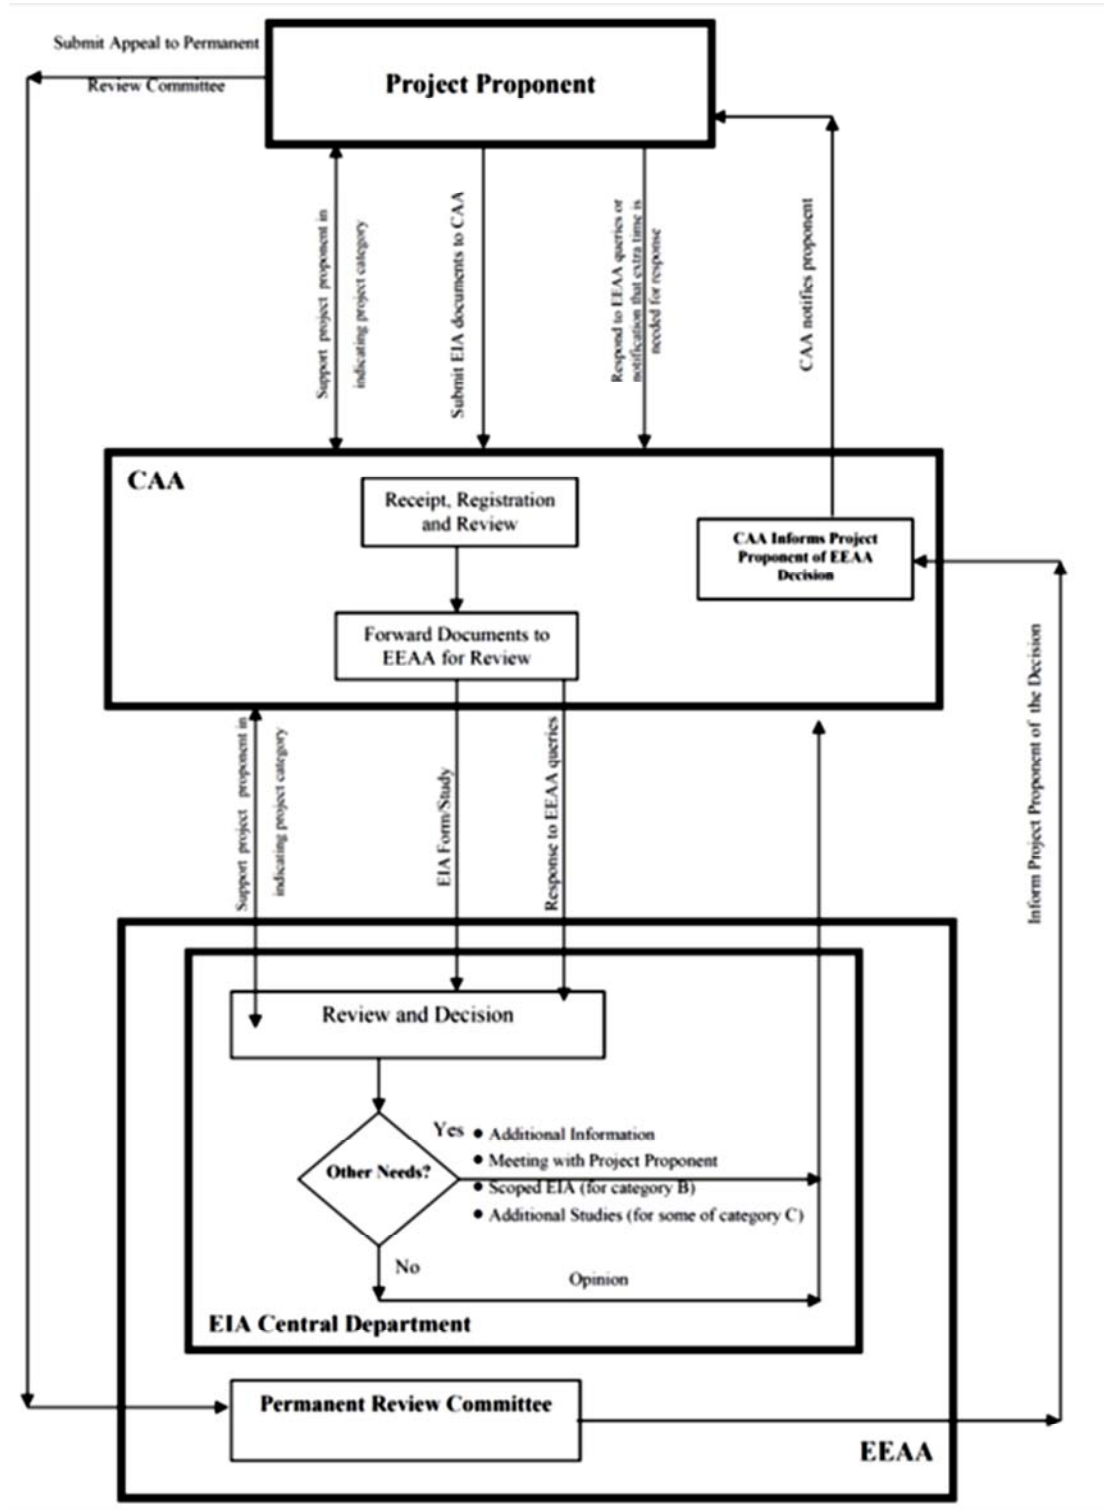 Submit Appeal to Permanent
Review Committee
Project Proponent
Support project proponent in
indicating project category
Submit EIA documents to CAA
Respond to EEAA queries or
notification that extra time is
needed for response
CAA notifies proponent
CAA
Receipt, Registration
and Review
CAA Informs Project
Proponent of EEAA
Decision
Forward Documents to
EEAA for Review
Support project proponent in
indicating project category
EIA Form/Study
Response to EEAA queries
Inform Project Proponent of the Decision
Review and Decision
Other Needs?
Yes
● Additional Information
● Meeting with Project Proponent
● Scoped EIA (for category B)
● Additional Studies (for some of category C)
No
Opinion
EIA Central Department
Permanent Review Committee
EEAA